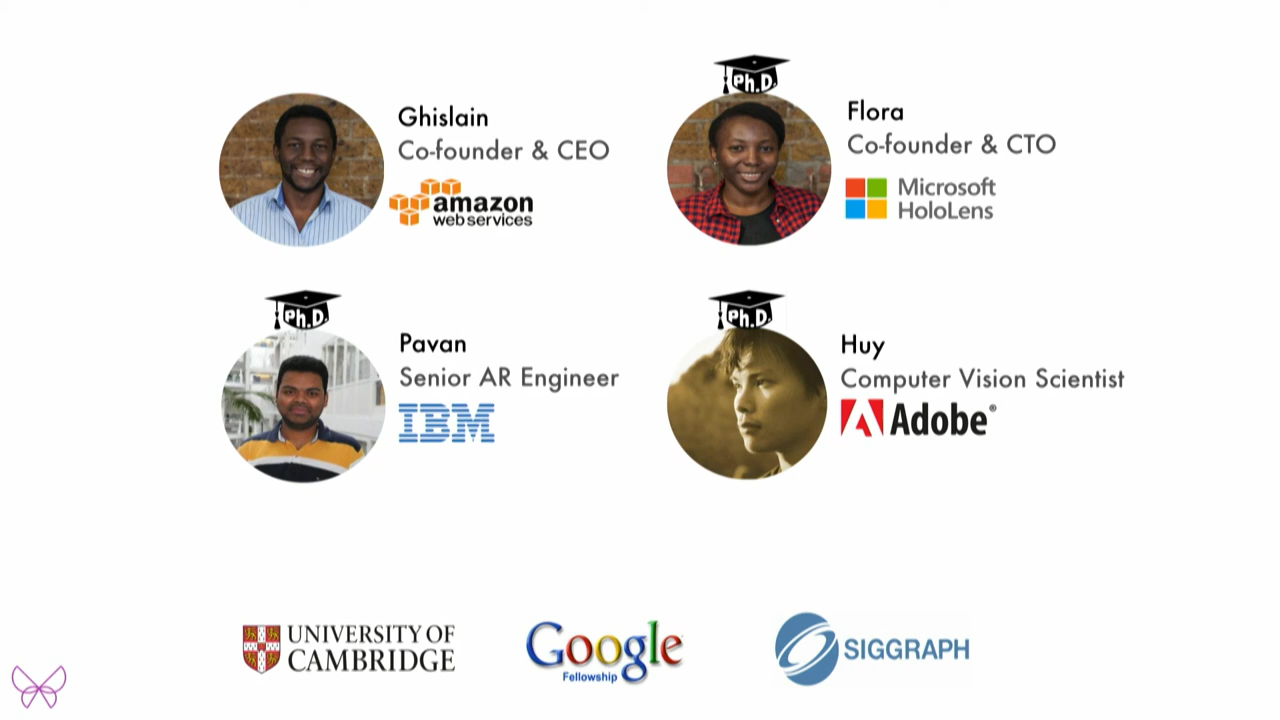 Ph.D.
Ghislain
Co-founder & CEO
amazon
web services
Flora
Co-founder & CTO
Microsoft
HoloLens
Ph.D.
Pavan
Senior AR Engineer
IBM
Ph.D.
Huy
Computer Vision Scientist
Adobe®
UNIVERSITY OF
CAMBRIDGE
Google
Fellowship
SIGGRAPH